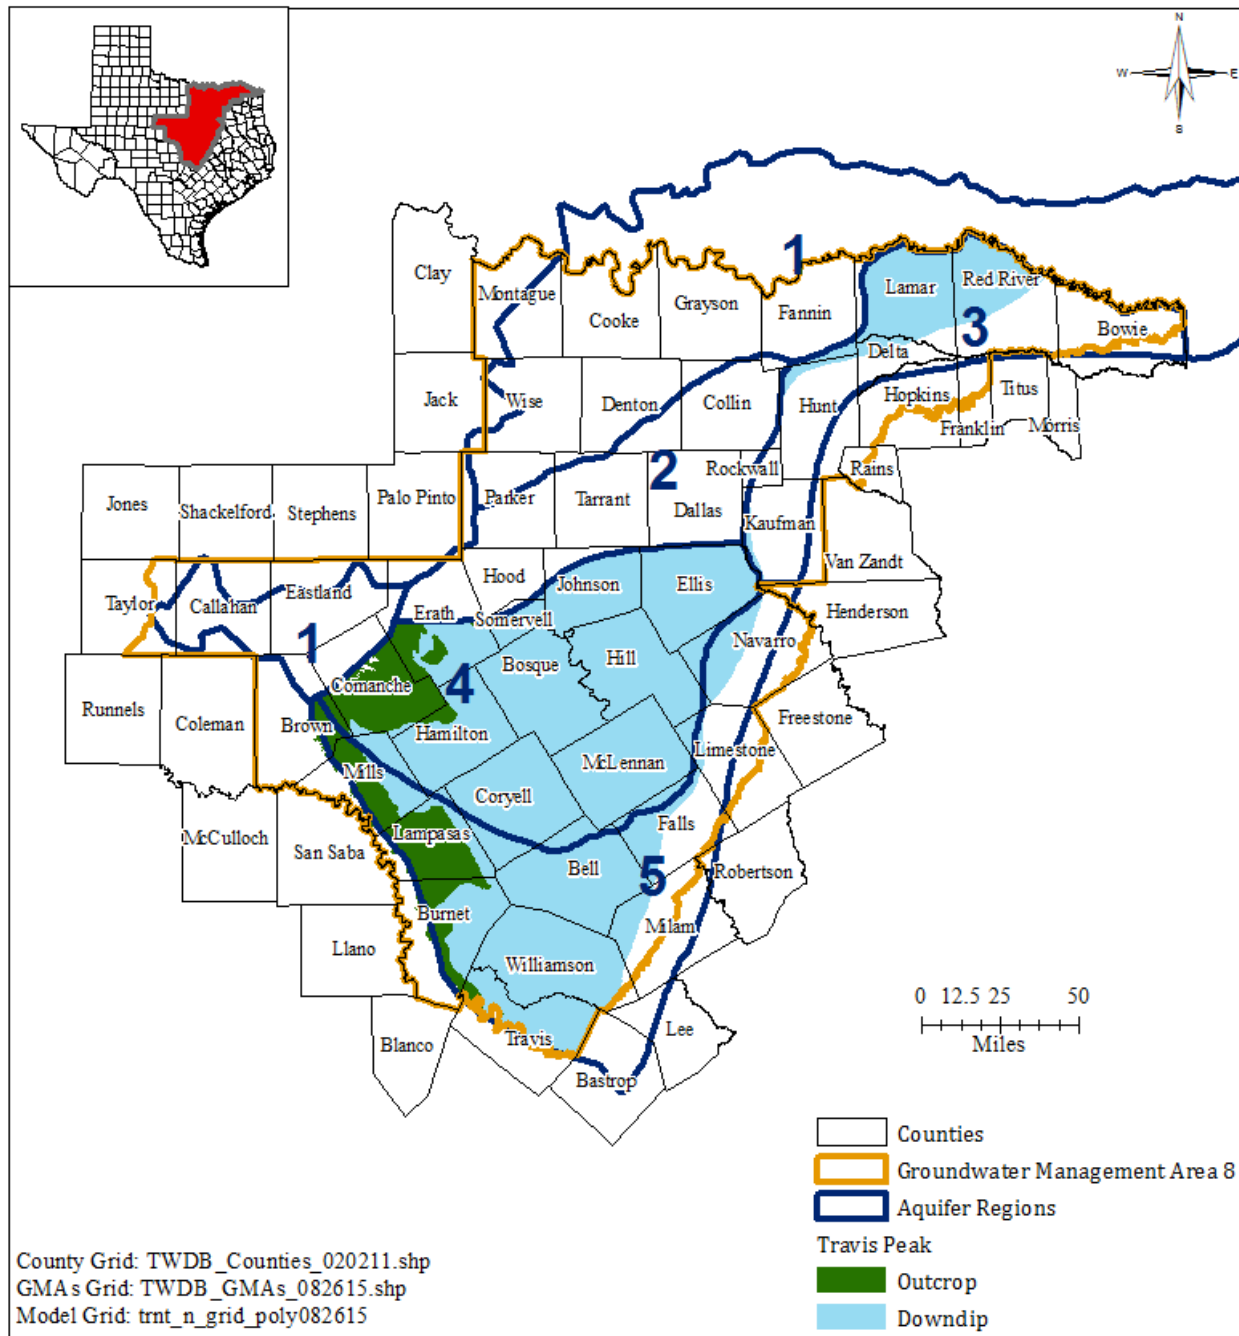 N
W E
S
1
Clay
Montague
Cooke
Grayson
Fannin
Lamar
Red River
3
Bowie
Delta
Jack
Wise
Denton
Collin
Hunt
Hopkins
Titus
Franklin
Morris
2
Rockwall
Rains
Jones
Shackelford
Stephens
Palo Pinto
Parker
Tarrant
Dallas
Kaufman
Van Zandt
Taylor
Callahan
Eastland
Hood
Johnson
Ellis
Erath
Somervell
Henderson
1
Navarro
Bosque
Hill
Comanche
4
Runnels
Coleman
Brown
Hamilton
Freestone
Limestone
McLennan
Mills
Coryell
McCulloch
San Saba
Lampasas
Falls
Bell
5
Robertson
Burnet
Milam
Llano
Williamson
Blanco
Travis
Lee
Bastrop
0 12.5 25 50
Miles
Counties
Groundwater Management Area 8
Aquifer Regions
Travis Peak
Outcrop
Downdip
County Grid: TWDB_Counties_020211.shp
GMAs Grid: TWDB_GMAs_082615.shp
Model Grid: trnt_n_grid_poly082615